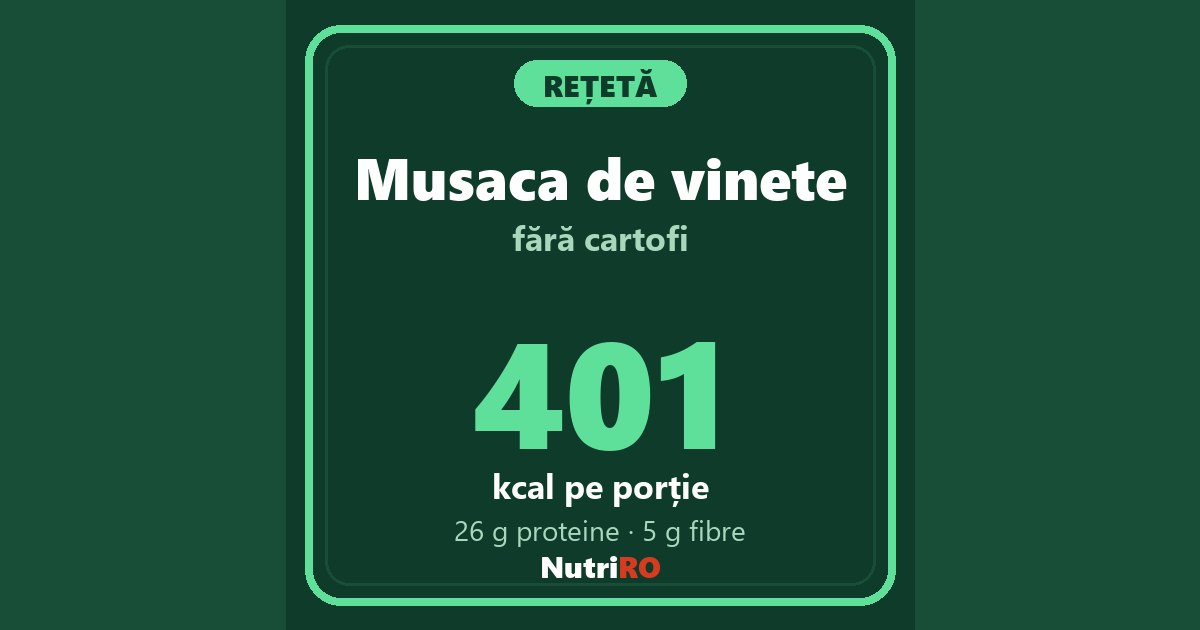 REȚETĂ
Musaca de vinete
fără cartofi
401
kcal pe porție
26 g proteine · 5 g fibre
NutriRO